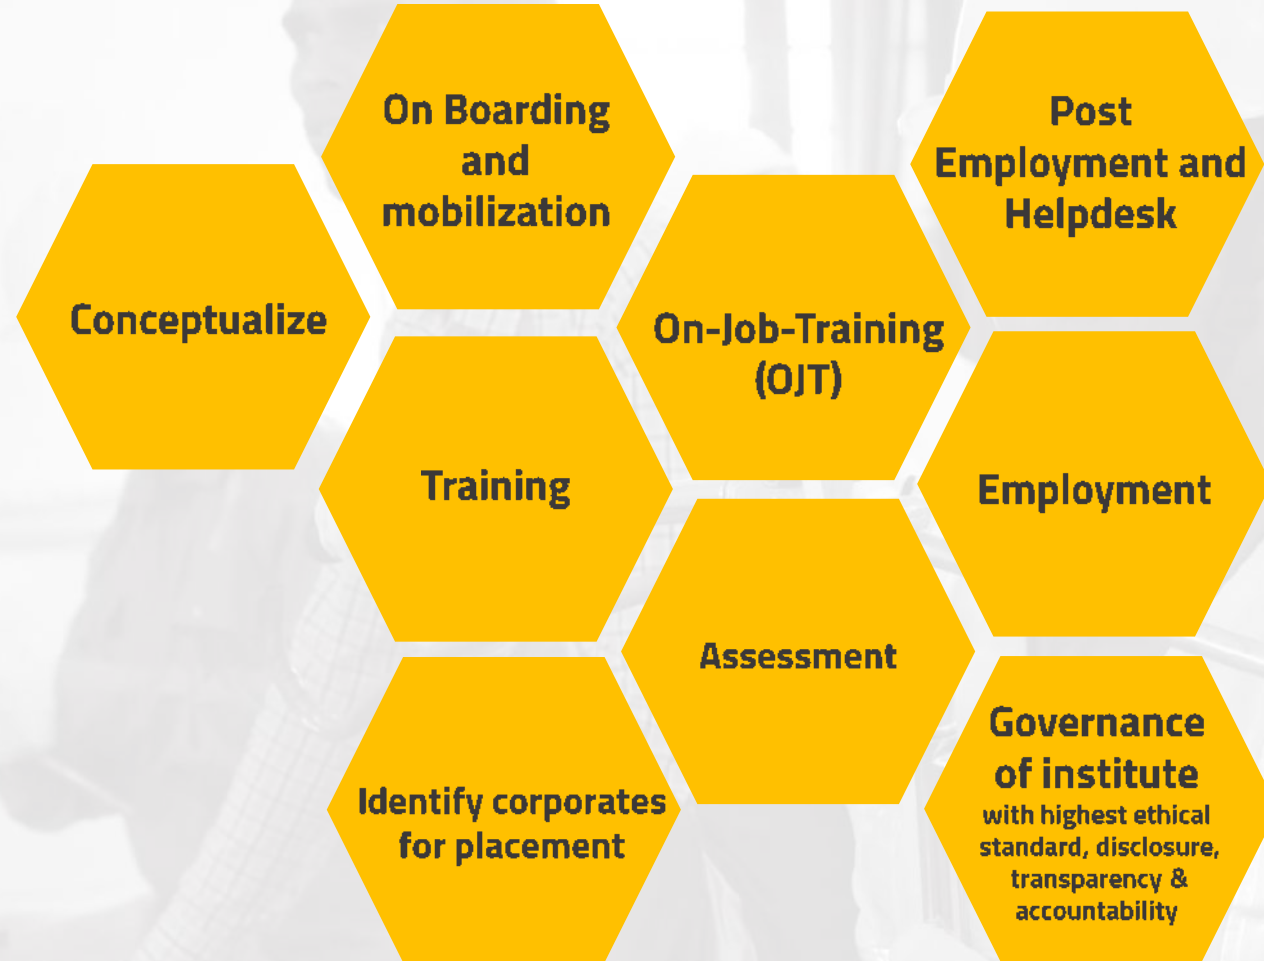 Conceptualize
On Boarding
and
mobilization
Training
Identify corporates
for placement
On-Job-Training
(OJT)
Assessment
Post
Employment and
Helpdesk
Employment
Governance
of institute
with highest ethical
standard, disclosure,
transparency &
accountability